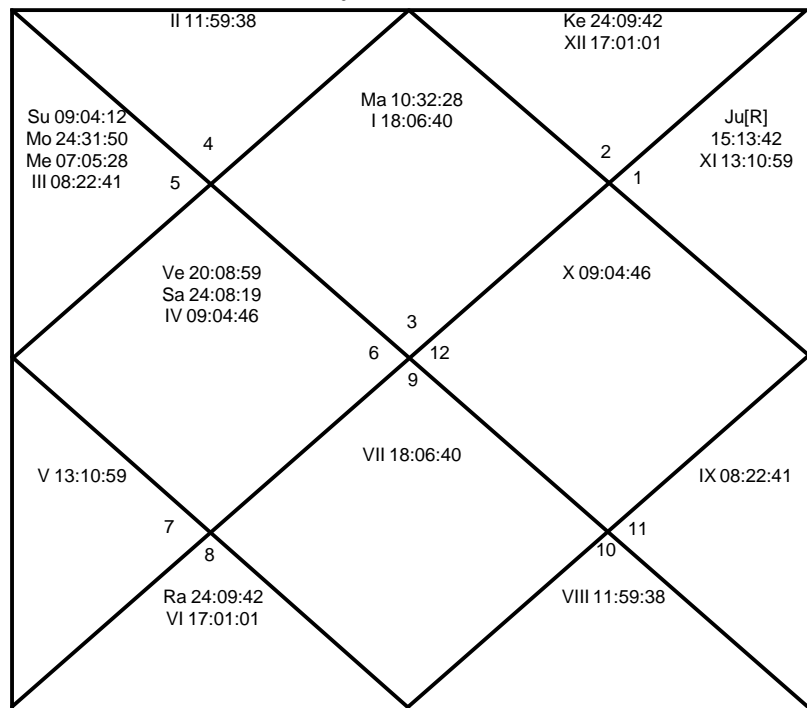 II 11:59:38
Ke 24:09:42
XII 17:01:01
Ma 10:32:28
I 18:06:40
Su 09:04:12
Mo 24:31:50
Me 07:05:28
III 08:22:41
Ju[R]
15:13:42
XI 13:10:59
4
2
5
1
Ve 20:08:59
Sa 24:08:19
IV 09:04:46
X 09:04:46
3
6
12
9
VII 18:06:40
V 13:10:59
IX 08:22:41
7
11
8
10
Ra 24:09:42
VI 17:01:01
VIII 11:59:38